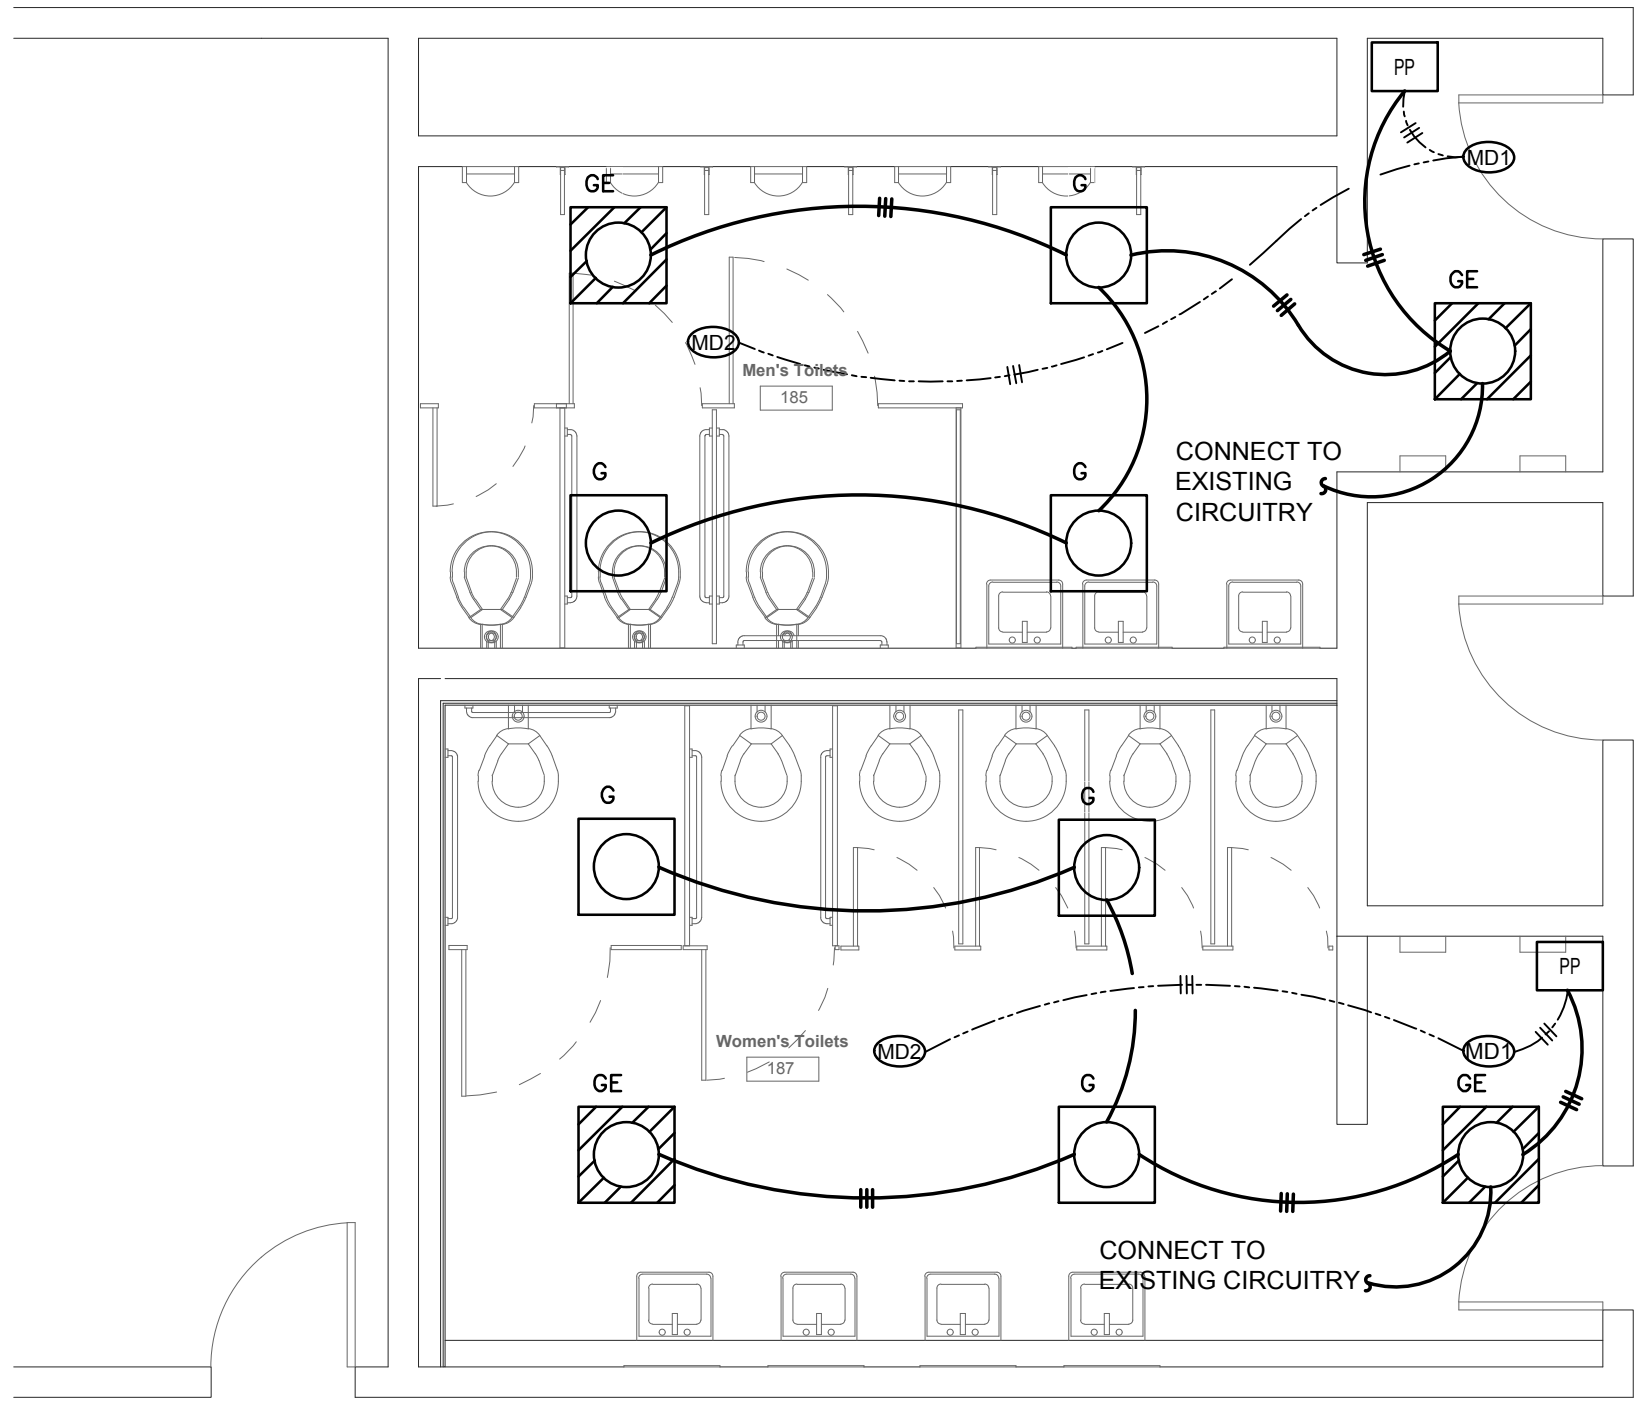 PP
MD1
GE
G
GE
MD2
Men's Toilets
185
CONNECT TO
EXISTING
CIRCUITRY
G
G
G
G
PP
Women's Toilets
187
MD2
MD1
GE
G
GE
CONNECT TO
EXISTING CIRCUITRY